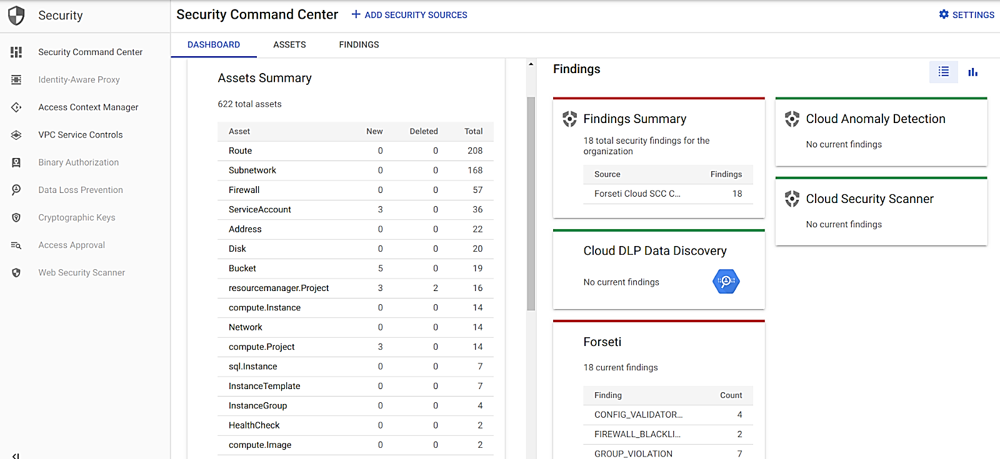 Security
Security Command Center
Identity-Aware Proxy
Access Context Manager
VPC Service Controls
Binary Authorization
Data Loss Prevention
Cryptographic Keys
Access Approval
Web Security Scanner
Security Command Center
ADD SECURITY SOURCES
SETTINGS
DASHBOARD ASSETS FINDINGS
Assets Summary
622 total assets
Asset New Deleted Total
Route 0 0 208
Subnetwork 0 0 168
Firewall 0 0 57
ServiceAccount 3 0 36
Address 0 0 22
Disk 0 0 20
Bucket 5 0 19
resourcemanager.Project 3 2 16
compute.Instance 0 0 14
Network 0 0 14
compute.Project 3 0 14
sql.Instance 0 0 7
InstanceTemplate 0 0 7
InstanceGroup 0 0 4
HealthCheck 0 0 2
compute.Image 0 0 2
Findings
Findings Summary
18 total security findings for the
organization
Source Findings
Forseti Cloud SCC C... 18
Cloud DLP Data Discovery
No current findings
Forseti
18 current findings
Finding Count
CONFIG_VALIDATOR... 4
FIREWALL_BLACKLI... 2
GROUP_VIOLATION 7
Cloud Anomaly Detection
No current findings
Cloud Security Scanner
No current findings